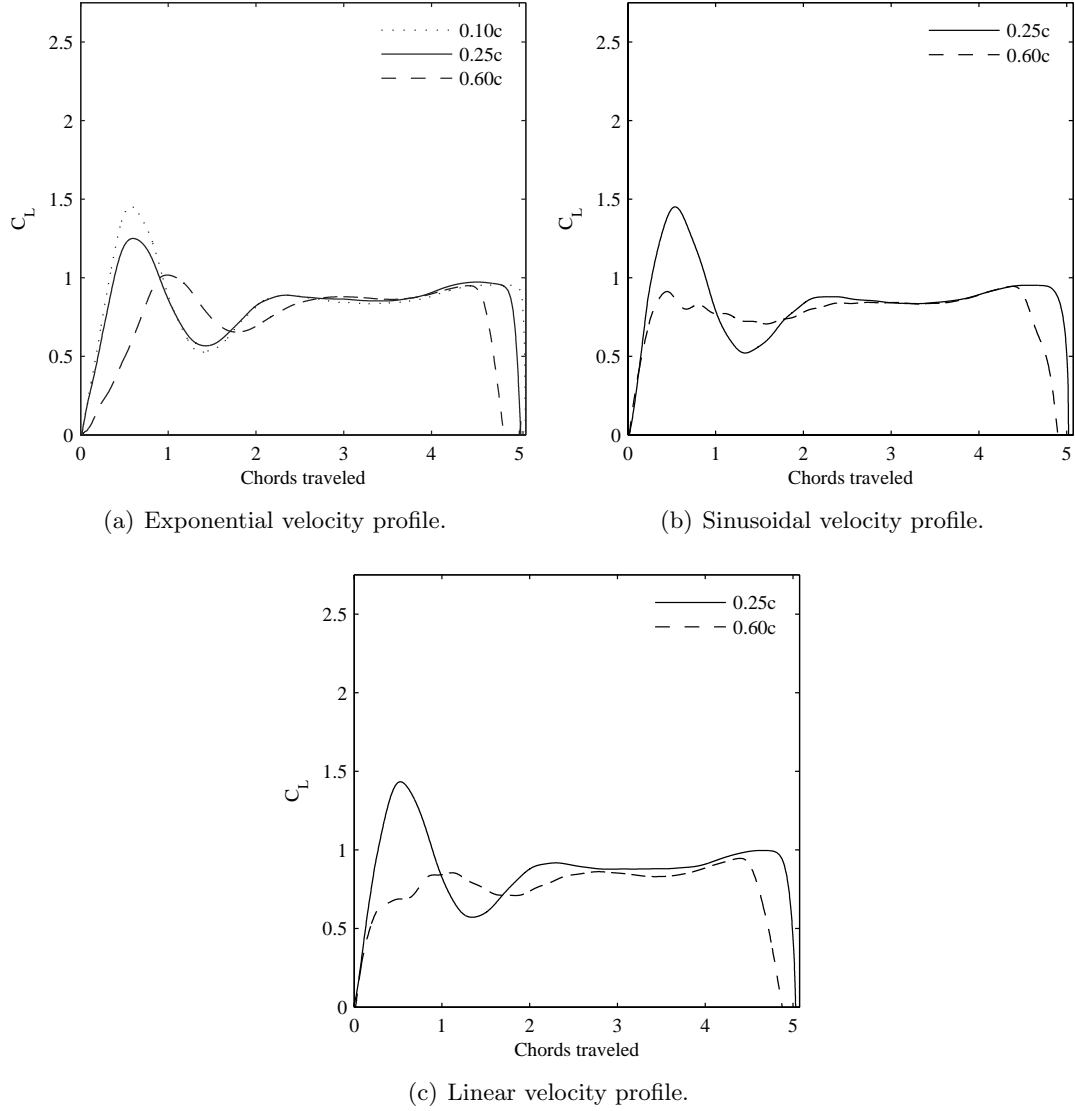 0.10c
0.25c
0.60c
2.5
2
1.5
1
0.5
0
C_L
0 1 2 3 4 5
Chords traveled
(a) Exponential velocity profile.
0.25c
0.60c
2.5
2
1.5
1
0.5
0
C_L
0 1 2 3 4 5
Chords traveled
(b) Sinusoidal velocity profile.
0.25c
0.60c
2.5
2
1.5
1
0.5
0
C_L
0 1 2 3 4 5
Chords traveled
(c) Linear velocity profile.